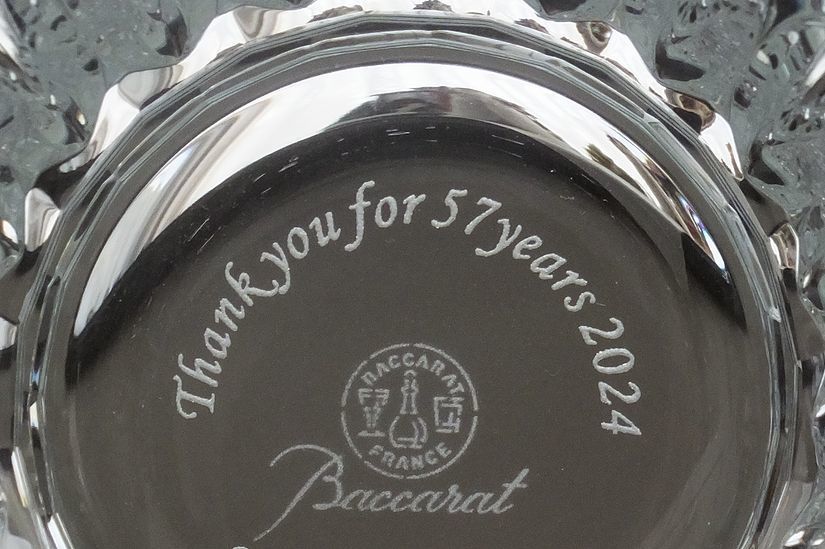 Thank you for 57 years 2024
BACCARAT
FRANCE
Baccarat